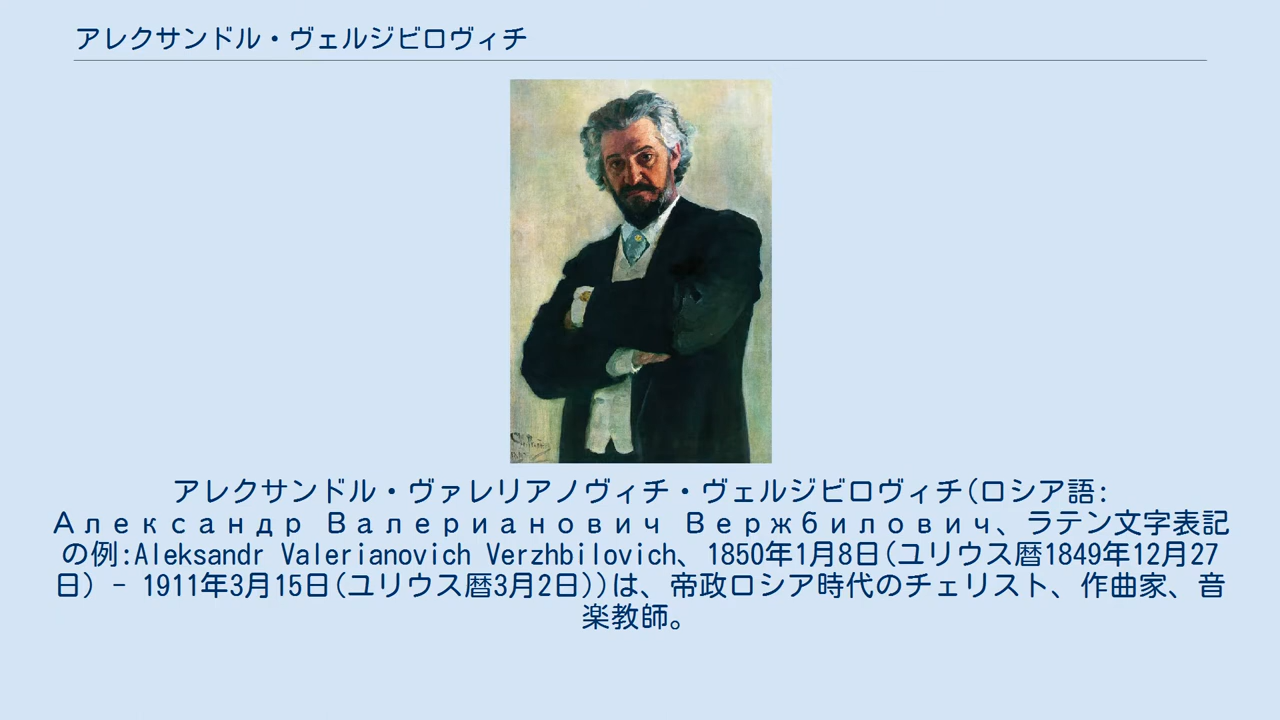 アレクサンドル・ヴェルジビロヴィチ
アレクサンドル・ヴァレリアノヴィチ・ヴェルジビロヴィチ(ロシア語:
Александр Валерианович Вержбилович、ラテン文字表記
の例:Aleksandr Valerianovich Verzhbilovich、1850年1月8日(ユリウス暦1849年12月27
日) - 1911年3月15日(ユリウス暦3月2日))は、帝政ロシア時代のチェリスト、作曲家、音
楽教師。